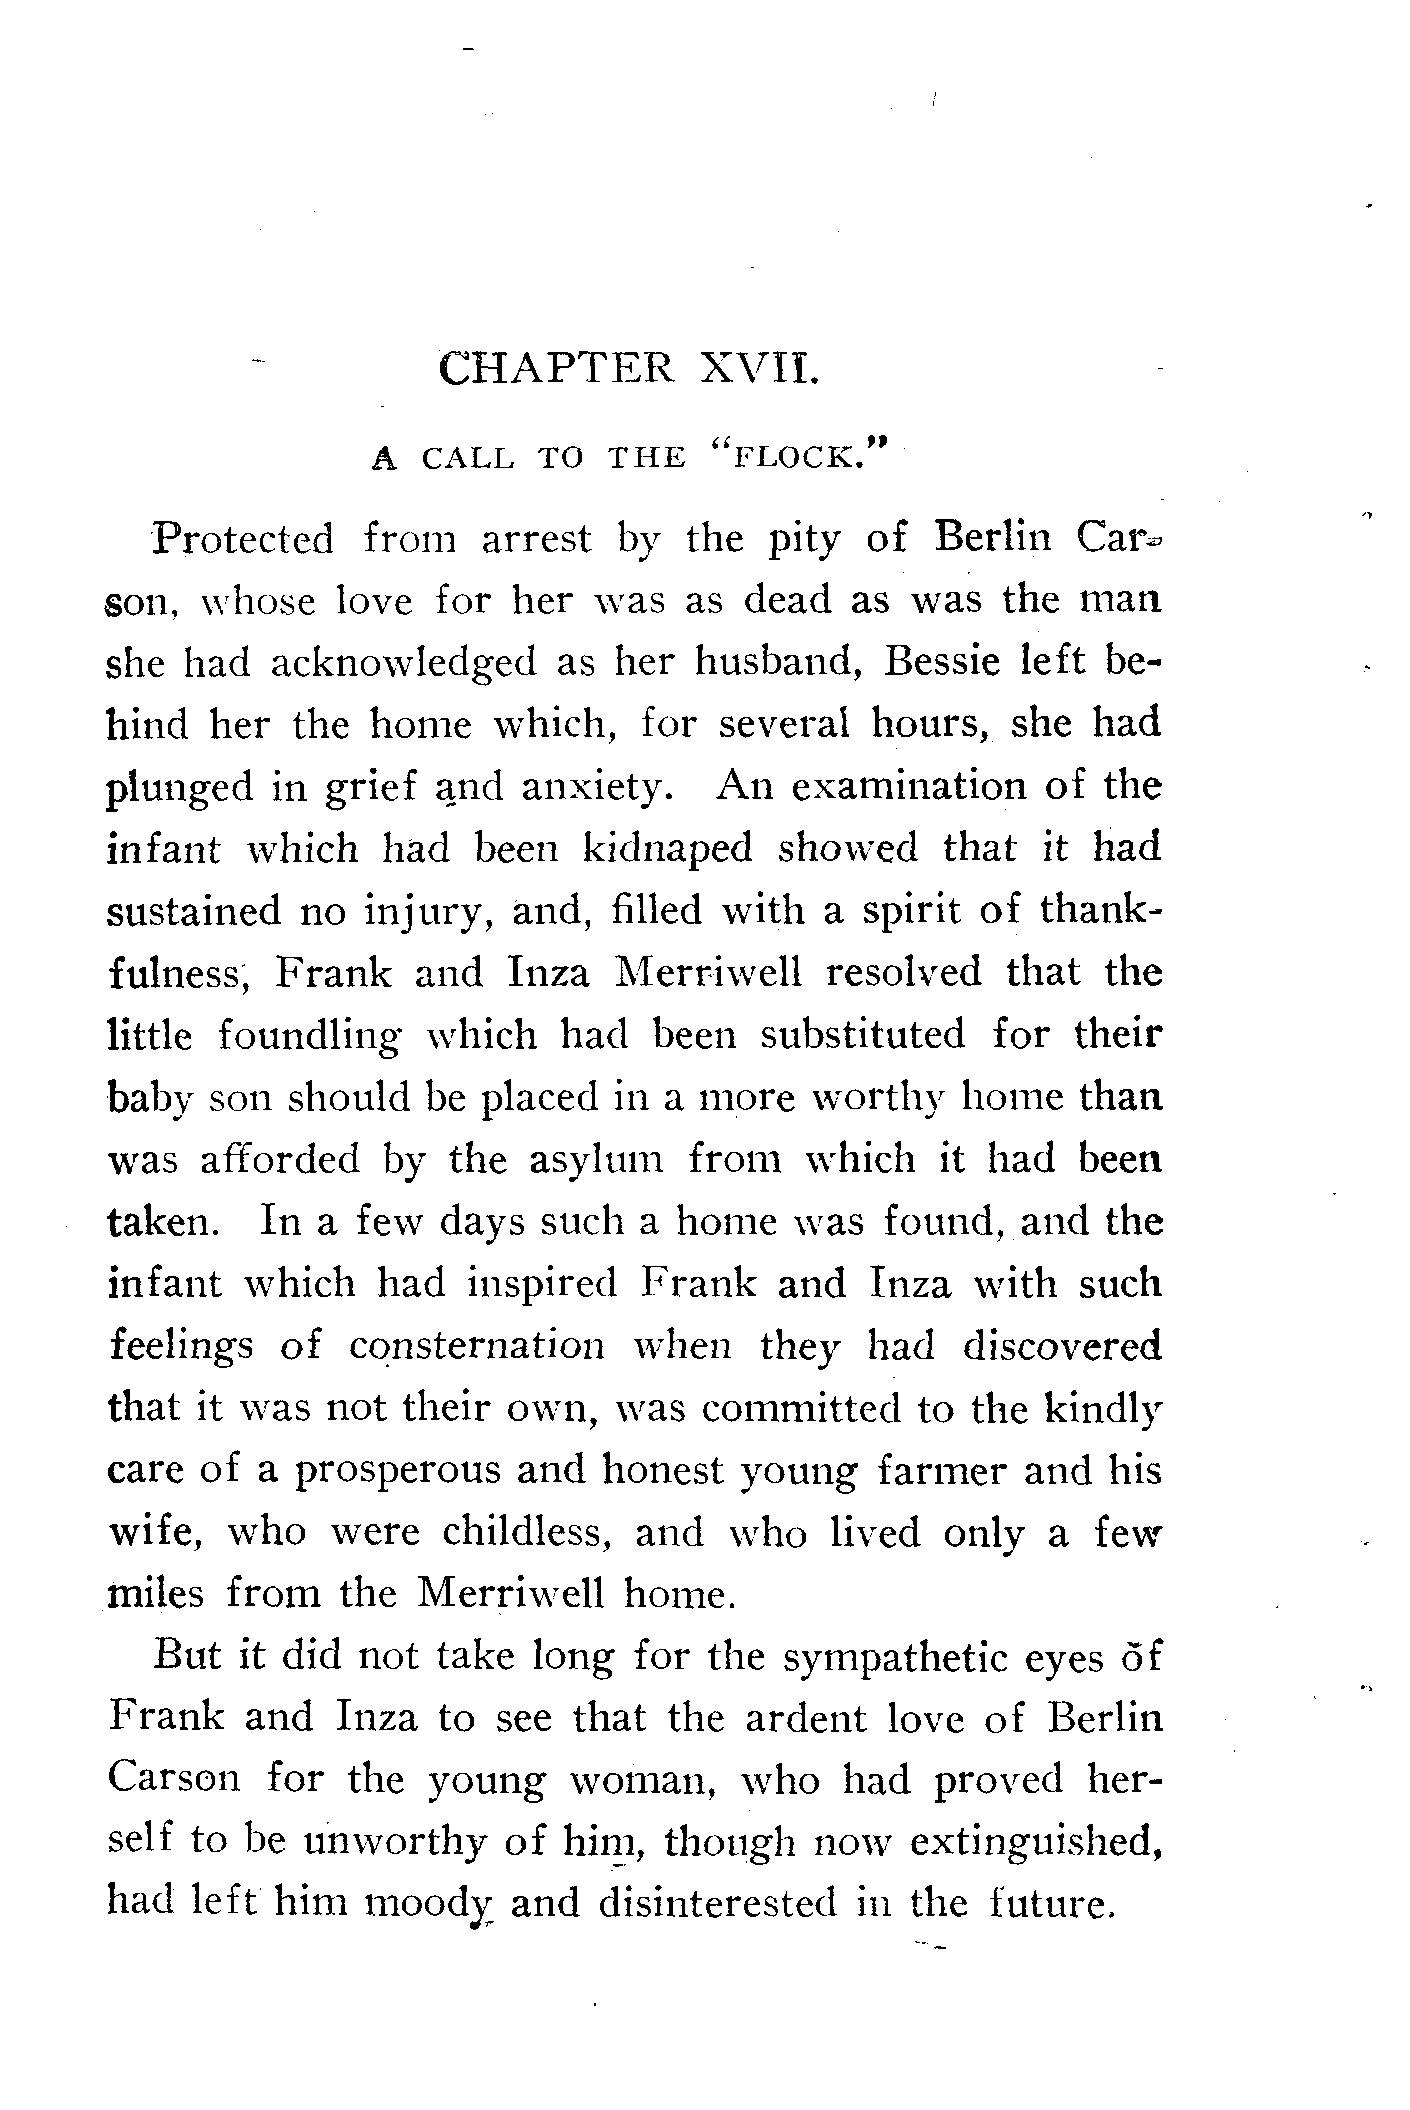 CHAPTER XVII.
A CALL TO THE "FLOCK."
Protected from arrest by the pity of Berlin Car-
son, whose love for her was as dead as was the man
she had acknowledged as her husband, Bessie left be-
hind her the home which, for several hours, she had
plunged in grief and anxiety. An examination of the
infant which had been kidnaped showed that it had
sustained no injury, and, filled with a spirit of thank-
fulness, Frank and Inza Merriwell resolved that the
little foundling which had been substituted for their
baby son should be placed in a more worthy home than
was afforded by the asylum from which it had been
taken. In a few days such a home was found, and the
infant which had inspired Frank and Inza with such
feelings of consternation when they had discovered
that it was not their own, was committed to the kindly
care of a prosperous and honest young farmer and his
wife, who were childless, and who lived only a few
miles from the Merriwell home.
But it did not take long for the sympathetic eyes of
Frank and Inza to see that the ardent love of Berlin
Carson for the young woman, who had proved her-
self to be unworthy of him, though now extinguished,
had left him moody and disinterested in the future.